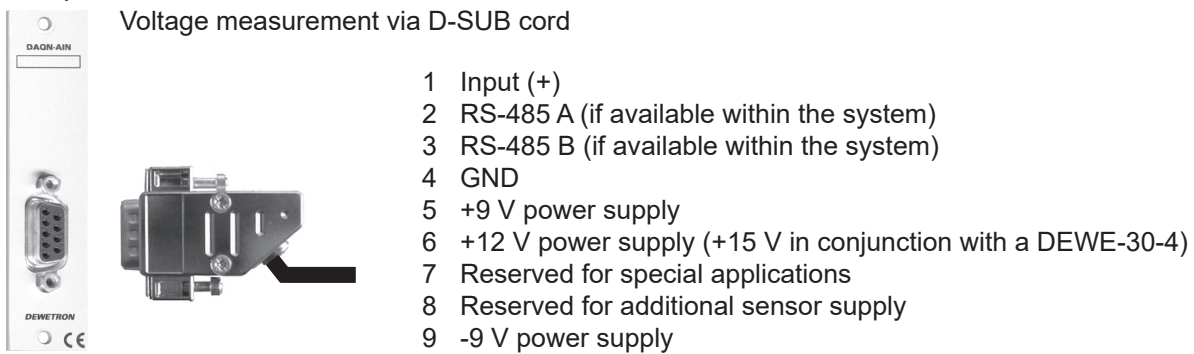 Voltage measurement via D-SUB cord
DAQN-AIN
1 Input (+)
2 RS-485 A (if available within the system)
3 RS-485 B (if available within the system)
4 GND
5 +9 V power supply
6 +12 V power supply (+15 V in conjunction with a DEWE-30-4)
7 Reserved for special applications
8 Reserved for additional sensor supply
9 -9 V power supply
DEWETRON
CE